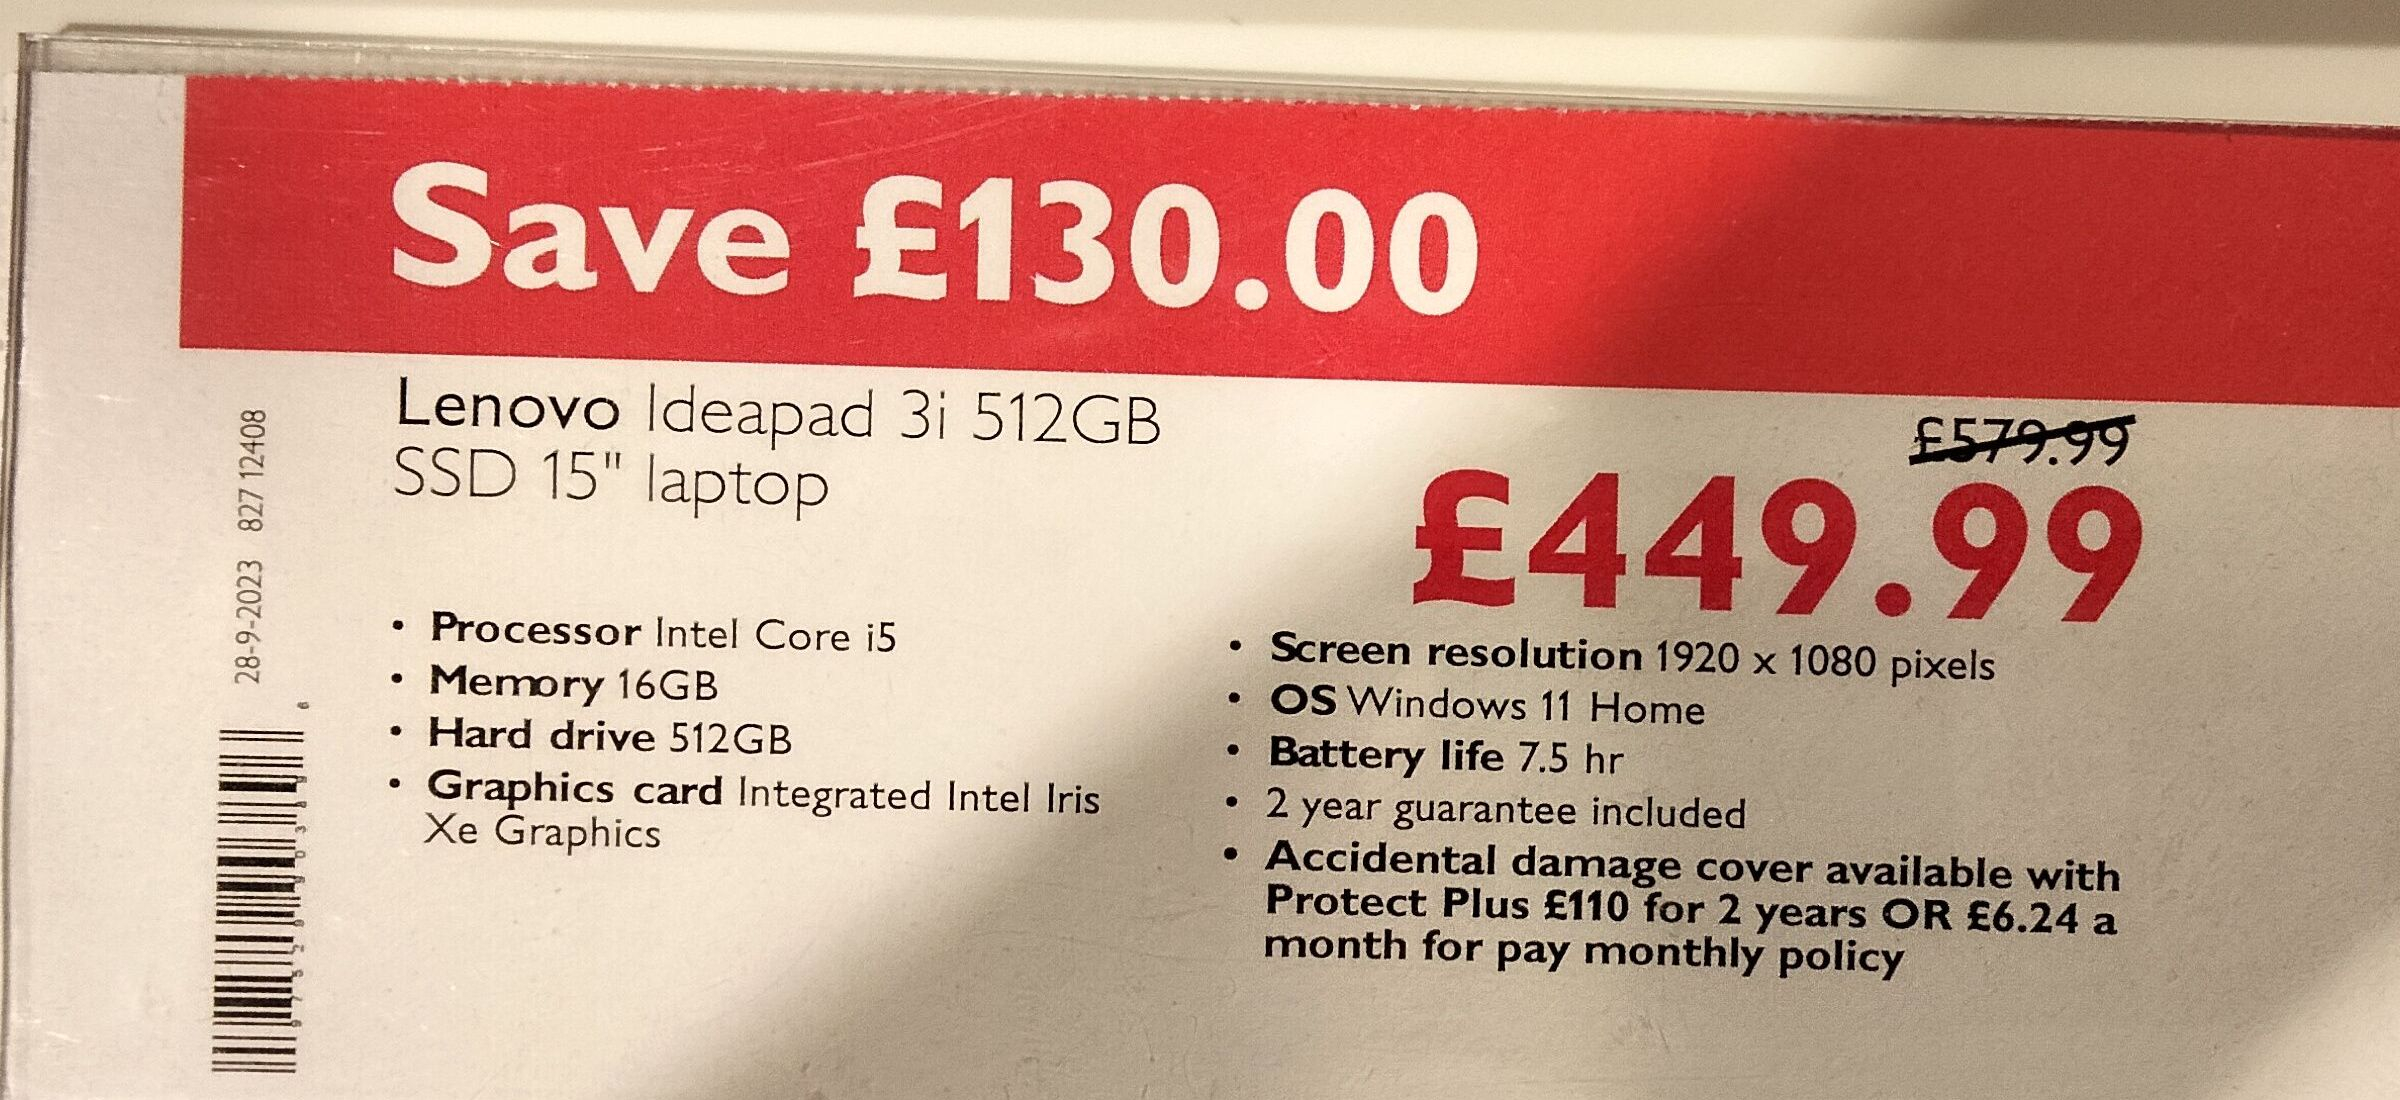 Save £130.00
Lenovo Ideapad 3i 512GB
SSD 15" laptop
£579.99
£449.99
• Processor Intel Core i5
• Memory 16GB
• Hard drive 512GB
• Graphics card Integrated Intel Iris
Xe Graphics
• Screen resolution 1920 x 1080 pixels
• OS Windows 11 Home
• Battery life 7.5 hr
• 2 year guarantee included
• Accidental damage cover available with
Protect Plus £110 for 2 years OR £6.24 a
month for pay monthly policy
28-9-2023 827 12408